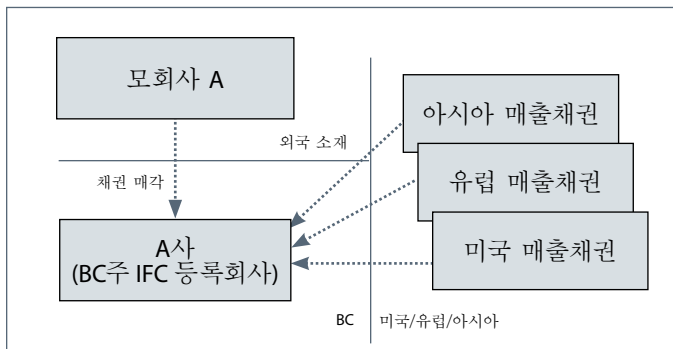 모회사 A
외국 소재
채권 매각
아시아 매출채권
유럽 매출채권
미국 매출채권
A사
(BC주 IFC 등록회사)
BC
미국/유럽/아시아